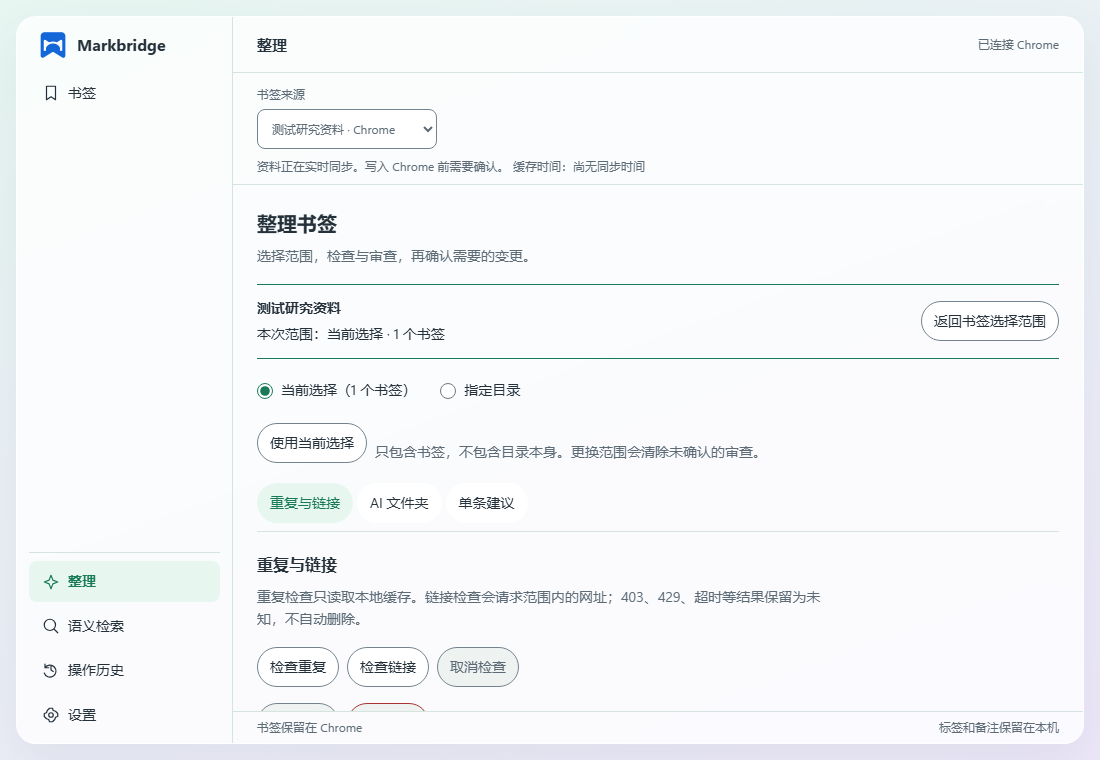 Markbridge
书签
整理
语义检索
操作历史
设置
整理
已连接 Chrome
书签来源
测试研究资料 · Chrome
资料正在实时同步。写入 Chrome 前需要确认。 缓存时间：尚无同步时间
整理书签
选择范围，检查与审查，再确认需要的变更。
测试研究资料
本次范围：当前选择 · 1 个书签
返回书签选择范围
当前选择（1 个书签）
指定目录
使用当前选择
只包含书签，不包含目录本身。更换范围会清除未确认的审查。
重复与链接
AI 文件夹
单条建议
重复与链接
重复检查只读取本地缓存。链接检查会请求范围内的网址；403、429、超时等结果保留为未
知，不自动删除。
检查重复
检查链接
取消检查
书签保留在 Chrome
标签和备注保留在本机